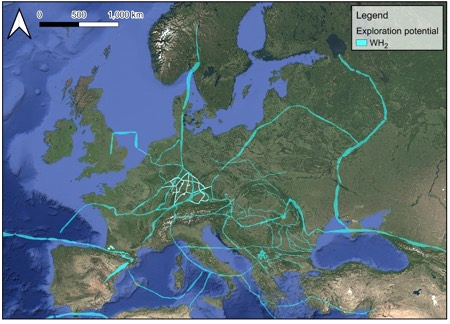 0 500 1,000 km
Legend
Exploration potential
WH₂